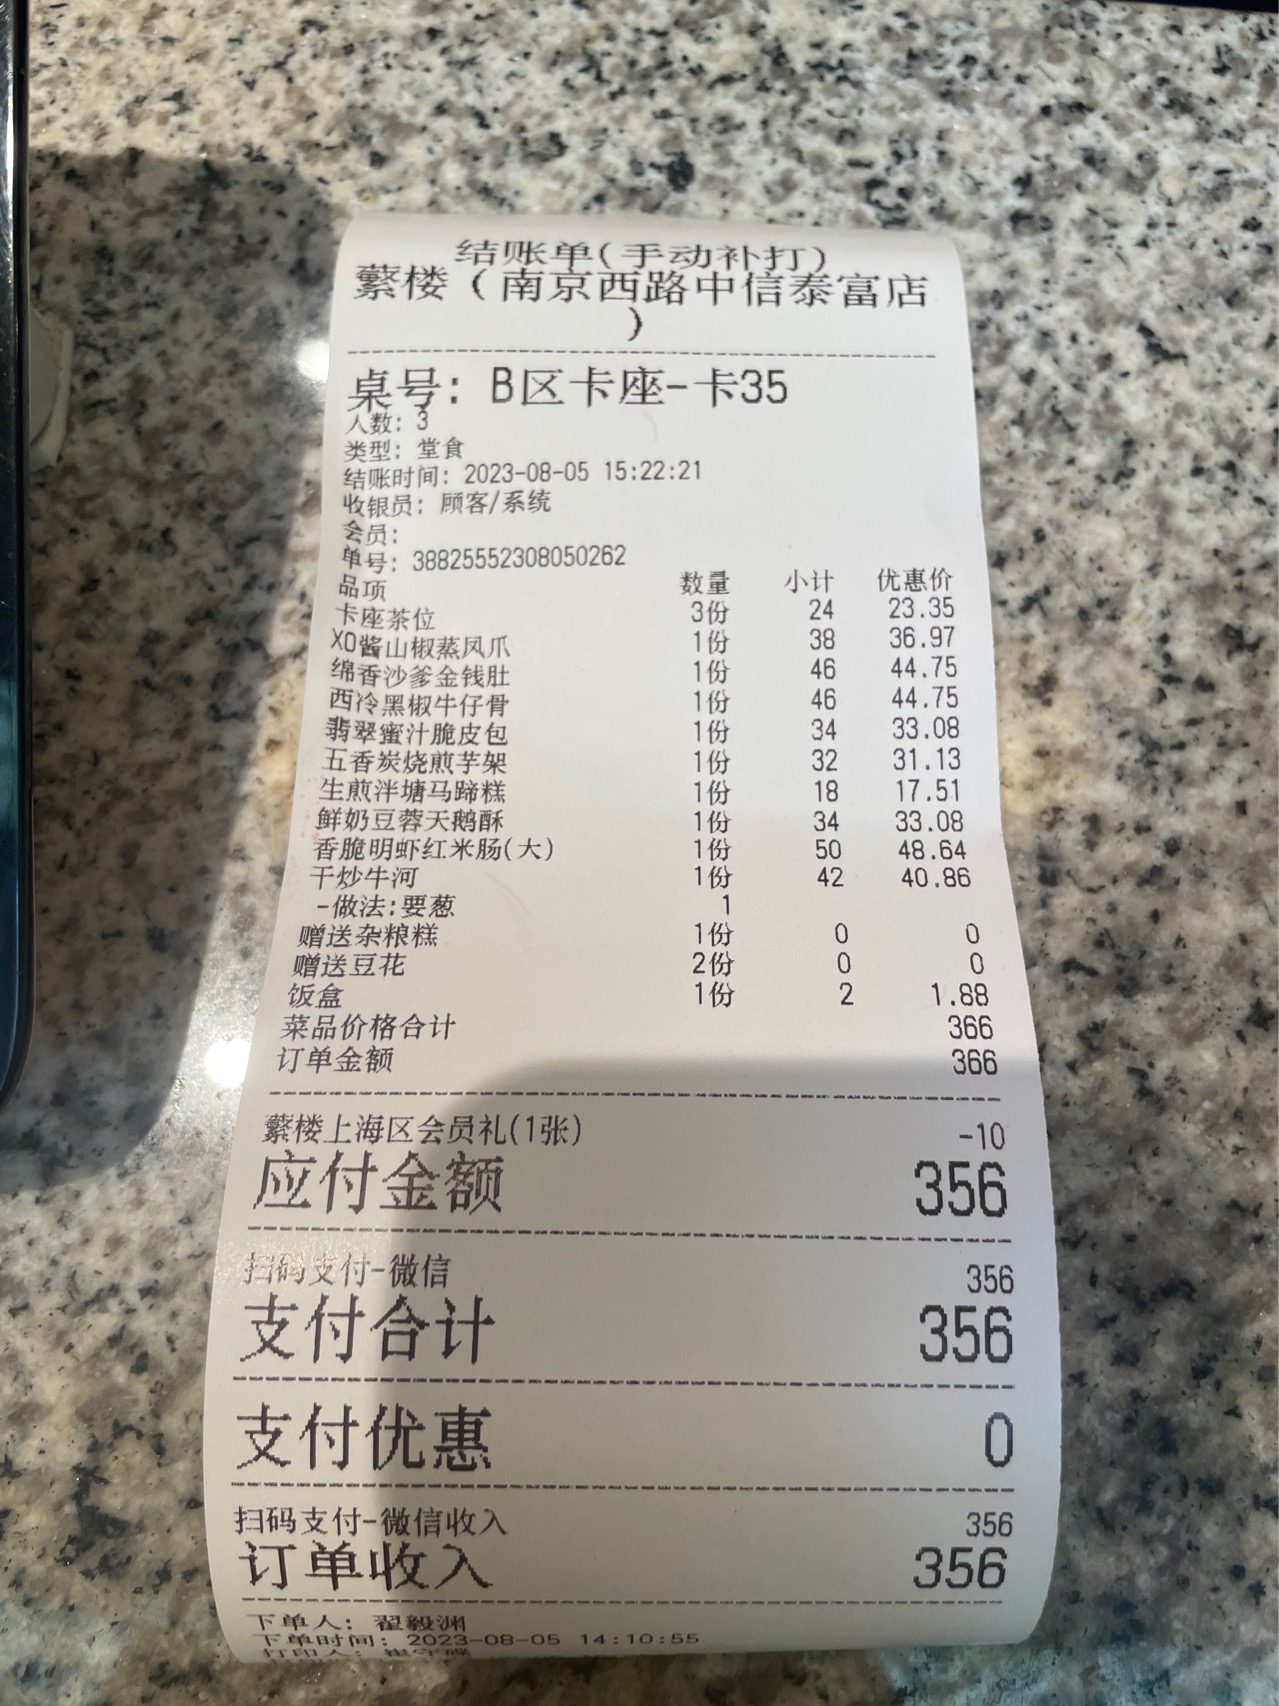 结账单(手动补打)
蘩楼（南京西路中信泰富店
）
桌号: B区卡座-卡35
人数: 3
类型: 堂食
结账时间: 2023-08-05 15:22:21
收银员: 顾客/系统
会员:
单号: 38825552308050262
品项 数量 小计 优惠价
卡座茶位 3份 24 23.35
XO酱山椒蒸凤爪 1份 38 36.97
绵香沙爹金钱肚 1份 46 44.75
西冷黑椒牛仔骨 1份 46 44.75
翡翠蜜汁脆皮包 1份 34 33.08
五香炭烧煎芋架 1份 32 31.13
生煎泮塘马蹄糕 1份 18 17.51
鲜奶豆蓉天鹅酥 1份 34 33.08
香脆明虾红米肠(大) 1份 50 48.64
干炒牛河 1份 42 40.86
-做法:要葱 1
赠送杂粮糕 1份 0 0
赠送豆花 2份 0 0
饭盒 1份 2 1.88
菜品价格合计 366
订单金额 366
蘩楼上海区会员礼(1张) -10
应付金额 356
扫码支付-微信 356
支付合计 356
支付优惠 0
扫码支付-微信收入 356
订单收入 356
下单人: 翟毅洲
下单时间: 2023-08-05 14:10:55
打印人: